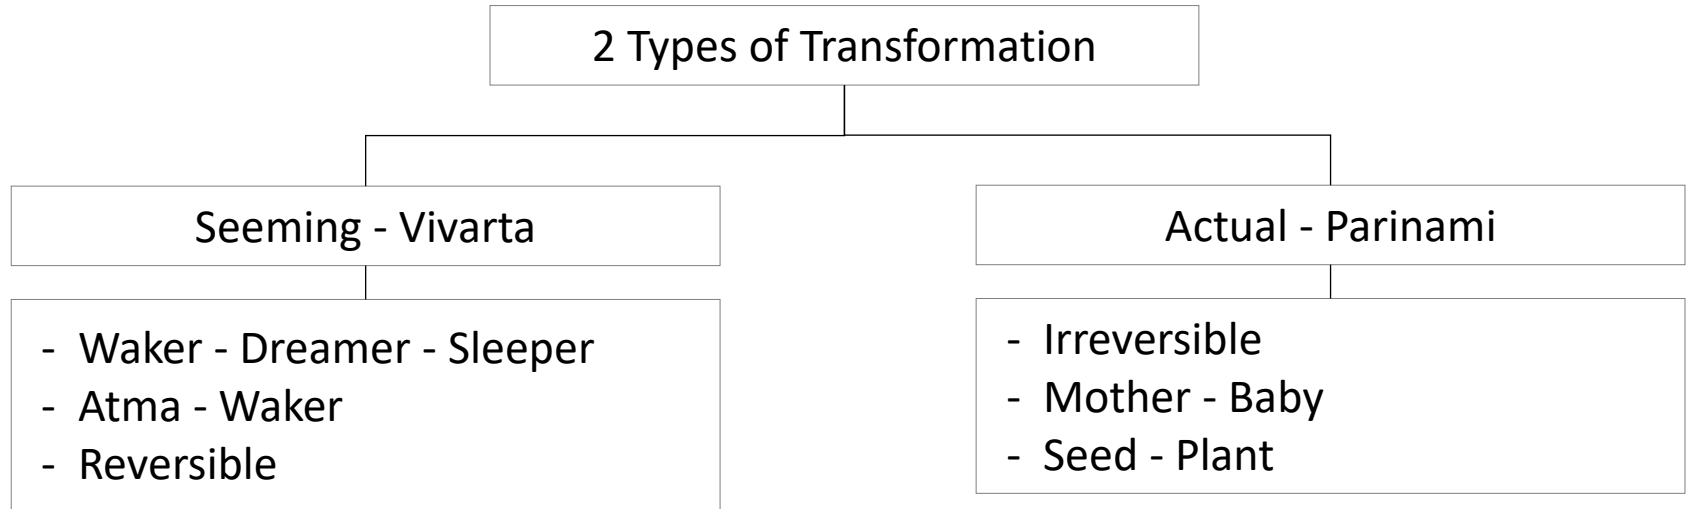 2 Types of Transformation
Seeming - Vivarta
- Waker - Dreamer - Sleeper
- Atma - Waker
- Reversible
Actual - Parinami
- Irreversible
- Mother - Baby
- Seed - Plant